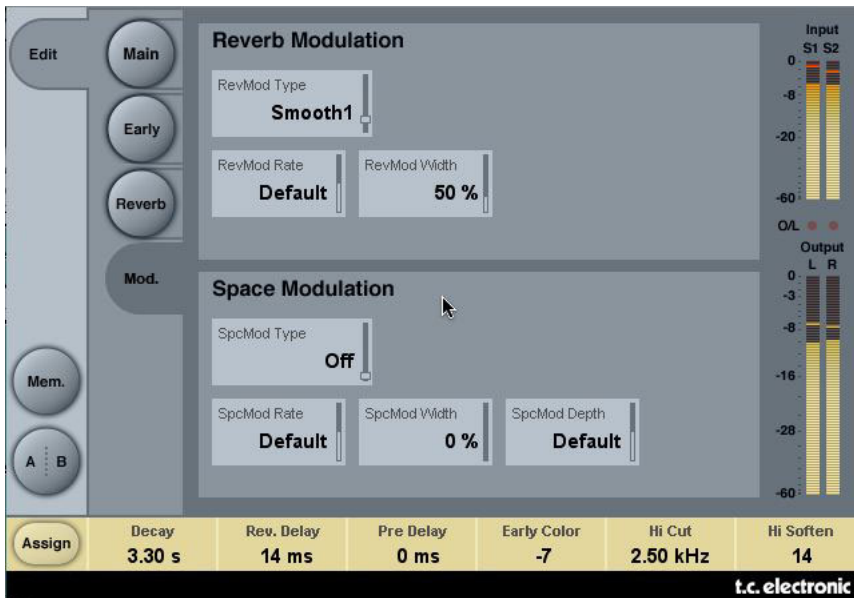 Edit
Main
Early
Reverb
Mod.
Mem.
A B
Reverb Modulation
RevMod Type
Smooth1
RevMod Rate
Default
RevMod Width
50 %
Space Modulation
SpcMod Type
Off
SpcMod Rate
Default
SpcMod Width
0 %
SpcMod Depth
Default
Input
S1 S2
0
-8
-20
-60
O/L
Output
L R
0
-3
-8
-16
-28
-60
Assign
Decay
3.30 s
Rev. Delay
14 ms
Pre Delay
0 ms
Early Color
-7
Hi Cut
2.50 kHz
Hi Soften
14
t.c. electronic